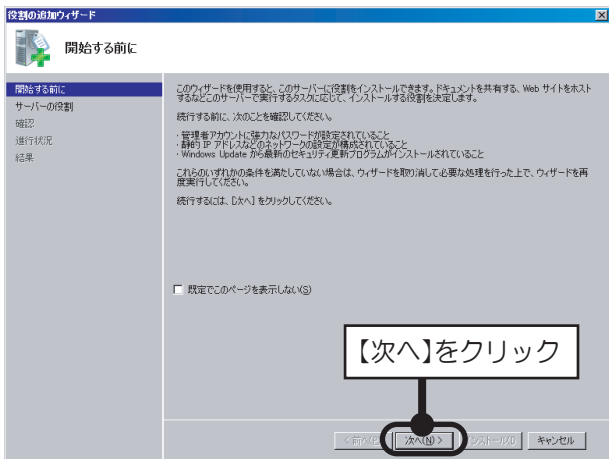 役割の追加ウィザード
開始する前に
開始する前に
サーバーの役割
確認
進行状況
結果
このウィザードを使用すると、このサーバーに役割をインストールできます。ドキュメントを共有する、Web サイトをホスト
するなどこのサーバーで実行するタスクに応じて、インストールする役割を決定します。
続行する前に、次のことを確認してください。
・管理者アカウントに強力なパスワードが設定されていること
・静的 IP アドレスなどのネットワークの設定が構成されていること
・Windows Update から最新のセキュリティ更新プログラムがインストールされていること
これらのいずれかの条件を満たしていない場合は、ウィザードを取り消して必要な処理を行った上で、ウィザードを再
度実行してください。
続行するには、[次へ] をクリックしてください。
既定でこのページを表示しない(S)
【次へ】をクリック
< 前へ(P) 次へ(N) > ンストール(I) キャンセル